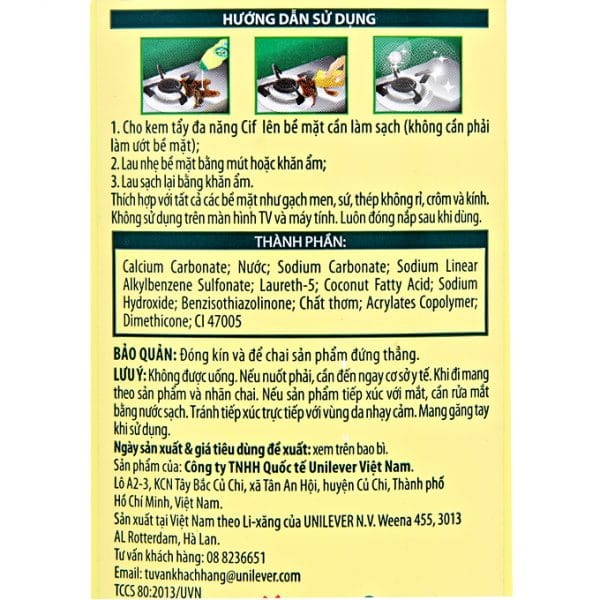 HƯỚNG DẪN SỬ DỤNG
1. Cho kem tẩy đa năng Cif lên bề mặt cần làm sạch (không cần phải
làm ướt bề mặt);
2. Lau nhẹ bề mặt bằng mút hoặc khăn ẩm;
3. Lau sạch lại bằng khăn ẩm.
Thích hợp với tất cả các bề mặt như gạch men, sứ, thép không rỉ, crôm và kính.
Không sử dụng trên màn hình TV và máy tính. Luôn đóng nắp sau khi dùng.
THÀNH PHẦN:
Calcium Carbonate; Nước; Sodium Carbonate; Sodium Linear
Alkylbenzene Sulfonate; Laureth-5; Coconut Fatty Acid; Sodium
Hydroxide; Benzisothiazolinone; Chất thơm; Acrylates Copolymer;
Dimethicone; CI 47005
BẢO QUẢN: Đóng kín và để chai sản phẩm đứng thẳng.
LƯU Ý: Không được uống. Nếu nuốt phải, cần đến ngay cơ sở y tế. Khi đi mang
theo sản phẩm và nhãn chai. Nếu sản phẩm tiếp xúc với mắt, cần rửa mắt
bằng nước sạch. Tránh tiếp xúc trực tiếp với vùng da nhạy cảm. Mang găng tay
khi sử dụng.
Ngày sản xuất & giá tiêu dùng đề xuất: xem trên bao bì.
Sản phẩm của: Công ty TNHH Quốc tế Unilever Việt Nam.
Lô A2-3, KCN Tây Bắc Củ Chi, xã Tân An Hội, huyện Củ Chi, Thành phố
Hồ Chí Minh, Việt Nam.
Sản xuất tại Việt Nam theo Li-xăng của UNILEVER N.V. Weena 455, 3013
AL Rotterdam, Hà Lan.
Tư vấn khách hàng: 08 8236651
Email: tuvankhachhang@unilever.com
TCCS 80:2013/UVN